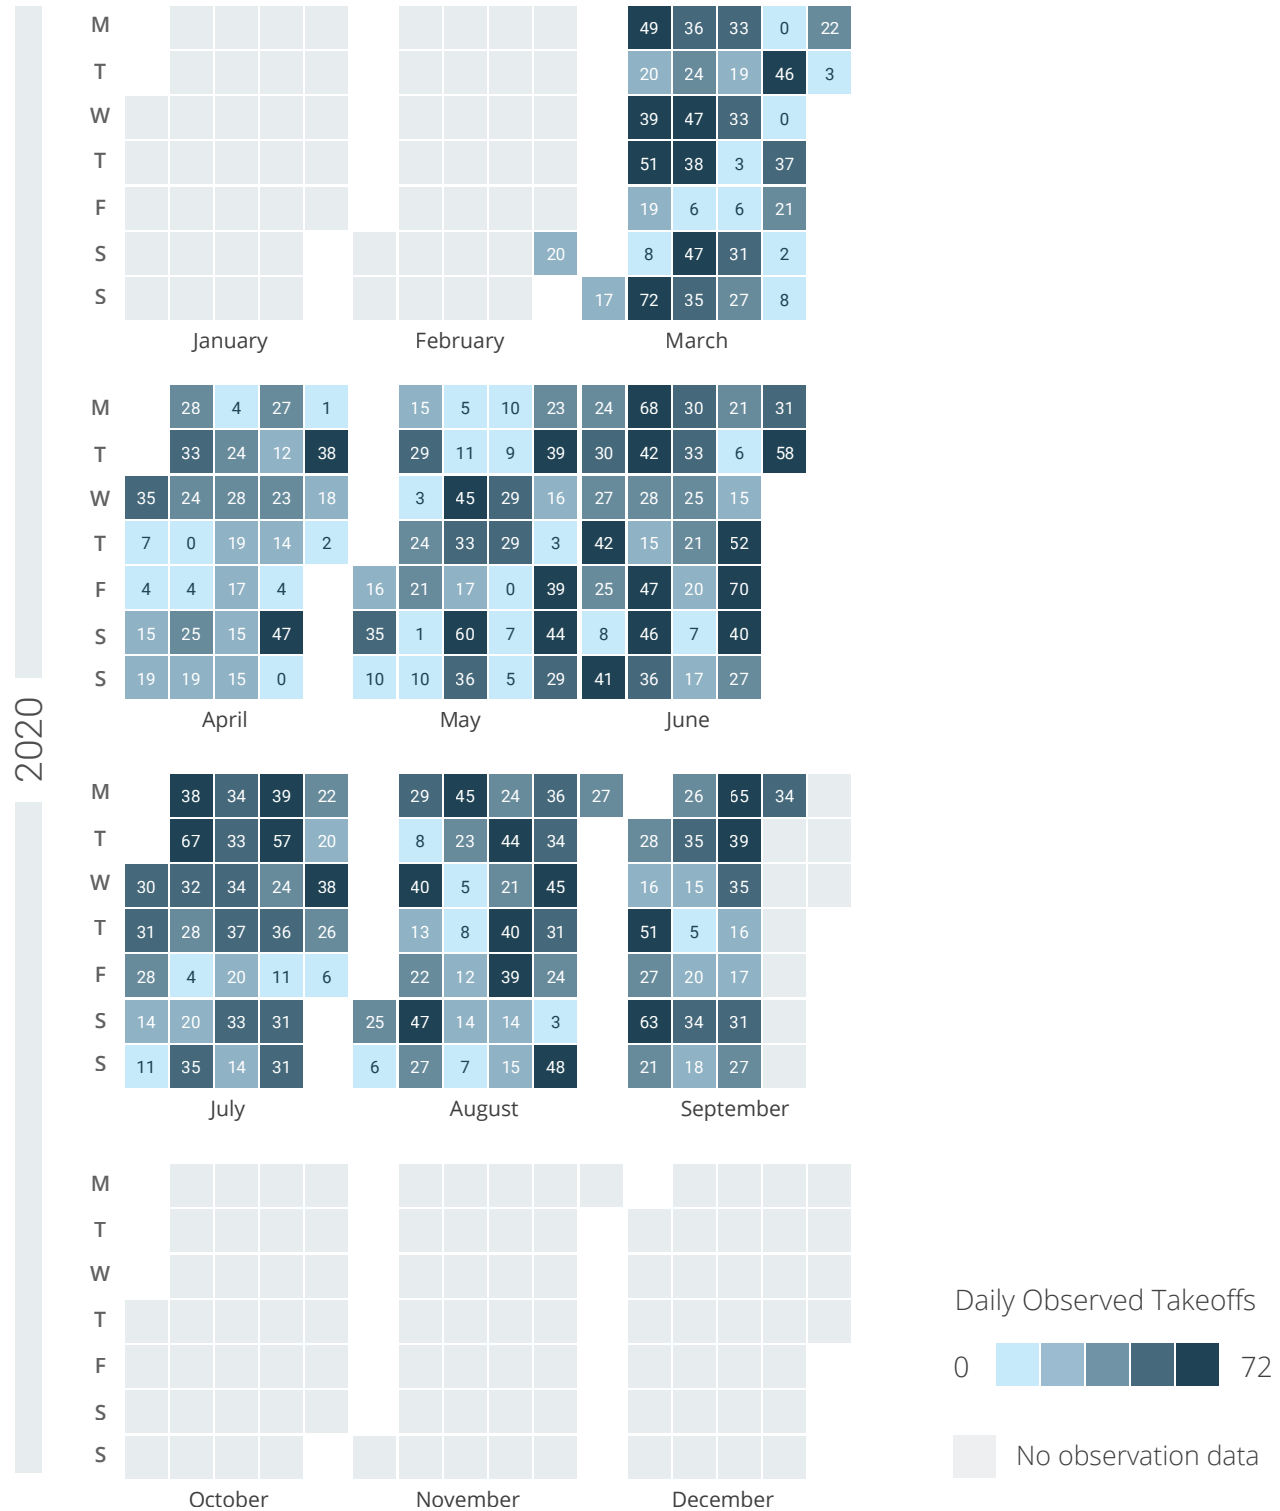 2020
M 49 36 33 0 22
T 20 24 19 46 3
W 39 47 33 0
T 51 38 3 37
F 19 6 6 21
S 20 8 47 31 2
S 17 72 35 27 8
January February March
M 28 4 27 1 15 5 10 23 24 68 30 21 31
T 33 24 12 38 29 11 9 39 30 42 33 6 58
W 35 24 28 23 18 3 45 29 16 27 28 25 15
T 7 0 19 14 2 24 33 29 3 42 15 21 52
F 4 4 17 4 16 21 17 0 39 25 47 20 70
S 15 25 15 47 35 1 60 7 44 8 46 7 40
S 19 19 15 0 10 10 36 5 29 41 36 17 27
April May June
M 38 34 39 22 29 45 24 36 27 26 65 34
T 67 33 57 20 8 23 44 34 28 35 39
W 30 32 34 24 38 40 5 21 45 16 15 35
T 31 28 37 36 26 13 8 40 31 51 5 16
F 28 4 20 11 6 22 12 39 24 27 20 17
S 14 20 33 31 25 47 14 14 3 63 34 31
S 11 35 14 31 6 27 7 15 48 21 18 27
July August September
M
T
W
T
F
S
S
October November December
Daily Observed Takeoffs
0 72
No observation data